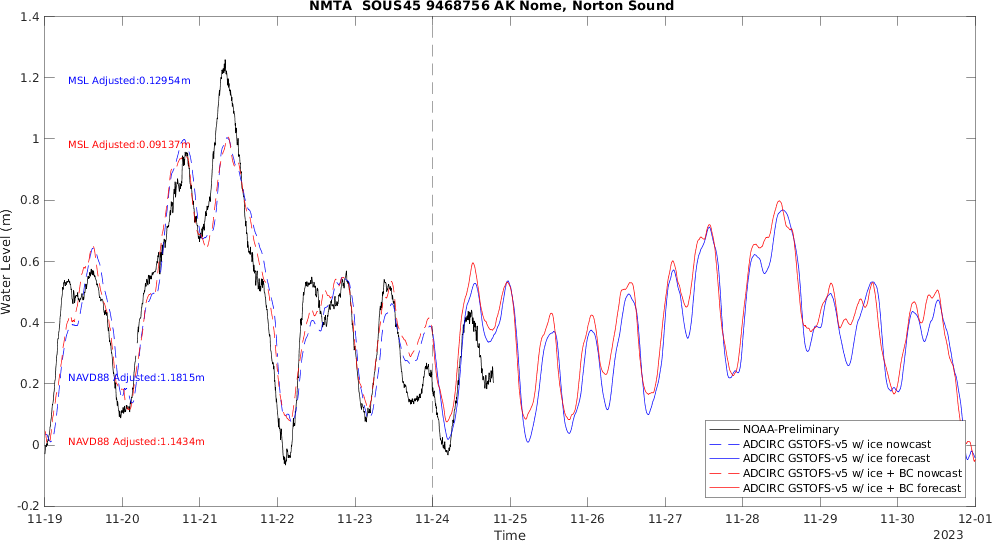 NMTA SOUS45 9468756 AK Nome, Norton Sound
Water Level (m)
1.4
1.2
1
0.8
0.6
0.4
0.2
0
-0.2
MSL Adjusted:0.12954m
MSL Adjusted:0.09137m
NAVD88 Adjusted:1.1815m
NAVD88 Adjusted:1.1434m
NOAA-Preliminary
ADCIRC GSTOFS-v5 w/ ice nowcast
ADCIRC GSTOFS-v5 w/ ice forecast
ADCIRC GSTOFS-v5 w/ ice + BC nowcast
ADCIRC GSTOFS-v5 w/ ice + BC forecast
11-19 11-20 11-21 11-22 11-23 11-24 11-25 11-26 11-27 11-28 11-29 11-30 12-01
Time
2023